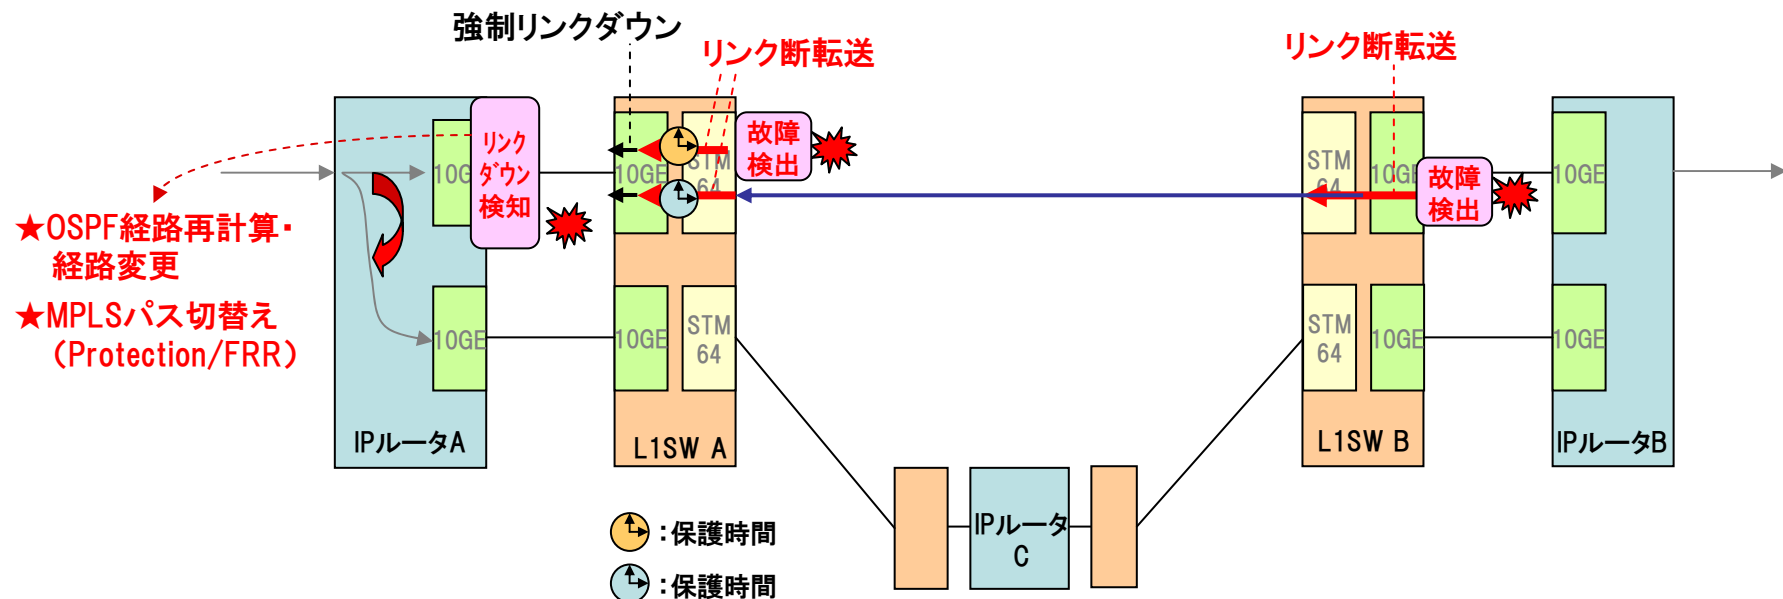 強制リンクダウン
リンク断転送
リンク断転送
リンク
ダウン
検知
故障
検出
故障
検出
10GE
10GE
STM
64
STM
64
10GE
10GE
★OSPF経路再計算・
経路変更
★MPLSパス切替え
(Protection/FRR)
10GE
10GE
STM
64
STM
64
10GE
10GE
IPルータA
L1SW A
L1SW B
IPルータB
IPルータ
C
:保護時間
:保護時間